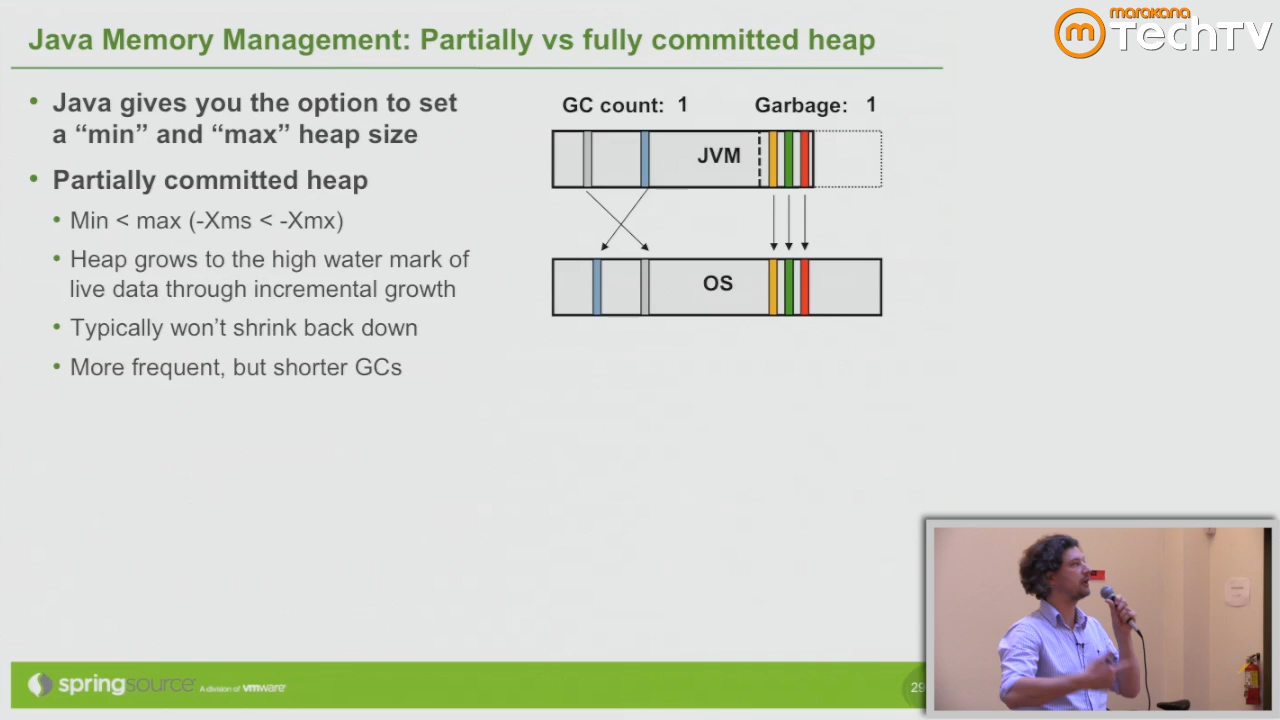 Java Memory Management: Partially vs fully committed heap
marakana
m TechTV
• Java gives you the option to set
a “min” and “max” heap size
• Partially committed heap
• Min < max (-Xms < -Xmx)
• Heap grows to the high water mark of
live data through incremental growth
• Typically won’t shrink back down
• More frequent, but shorter GCs
GC count: 1 Garbage: 1
JVM
OS
springsource A division of vmware
29